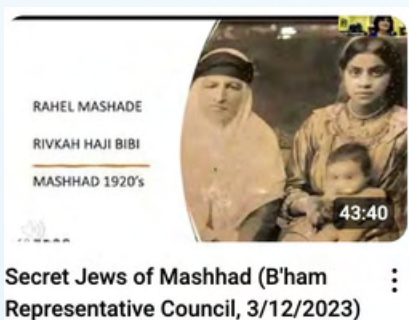 RAHEL MASHADE
RIVKAH HAJI BIBI
MASHHAD 1920's
43:40
Secret Jews of Mashhad (B'ham
Representative Council, 3/12/2023)